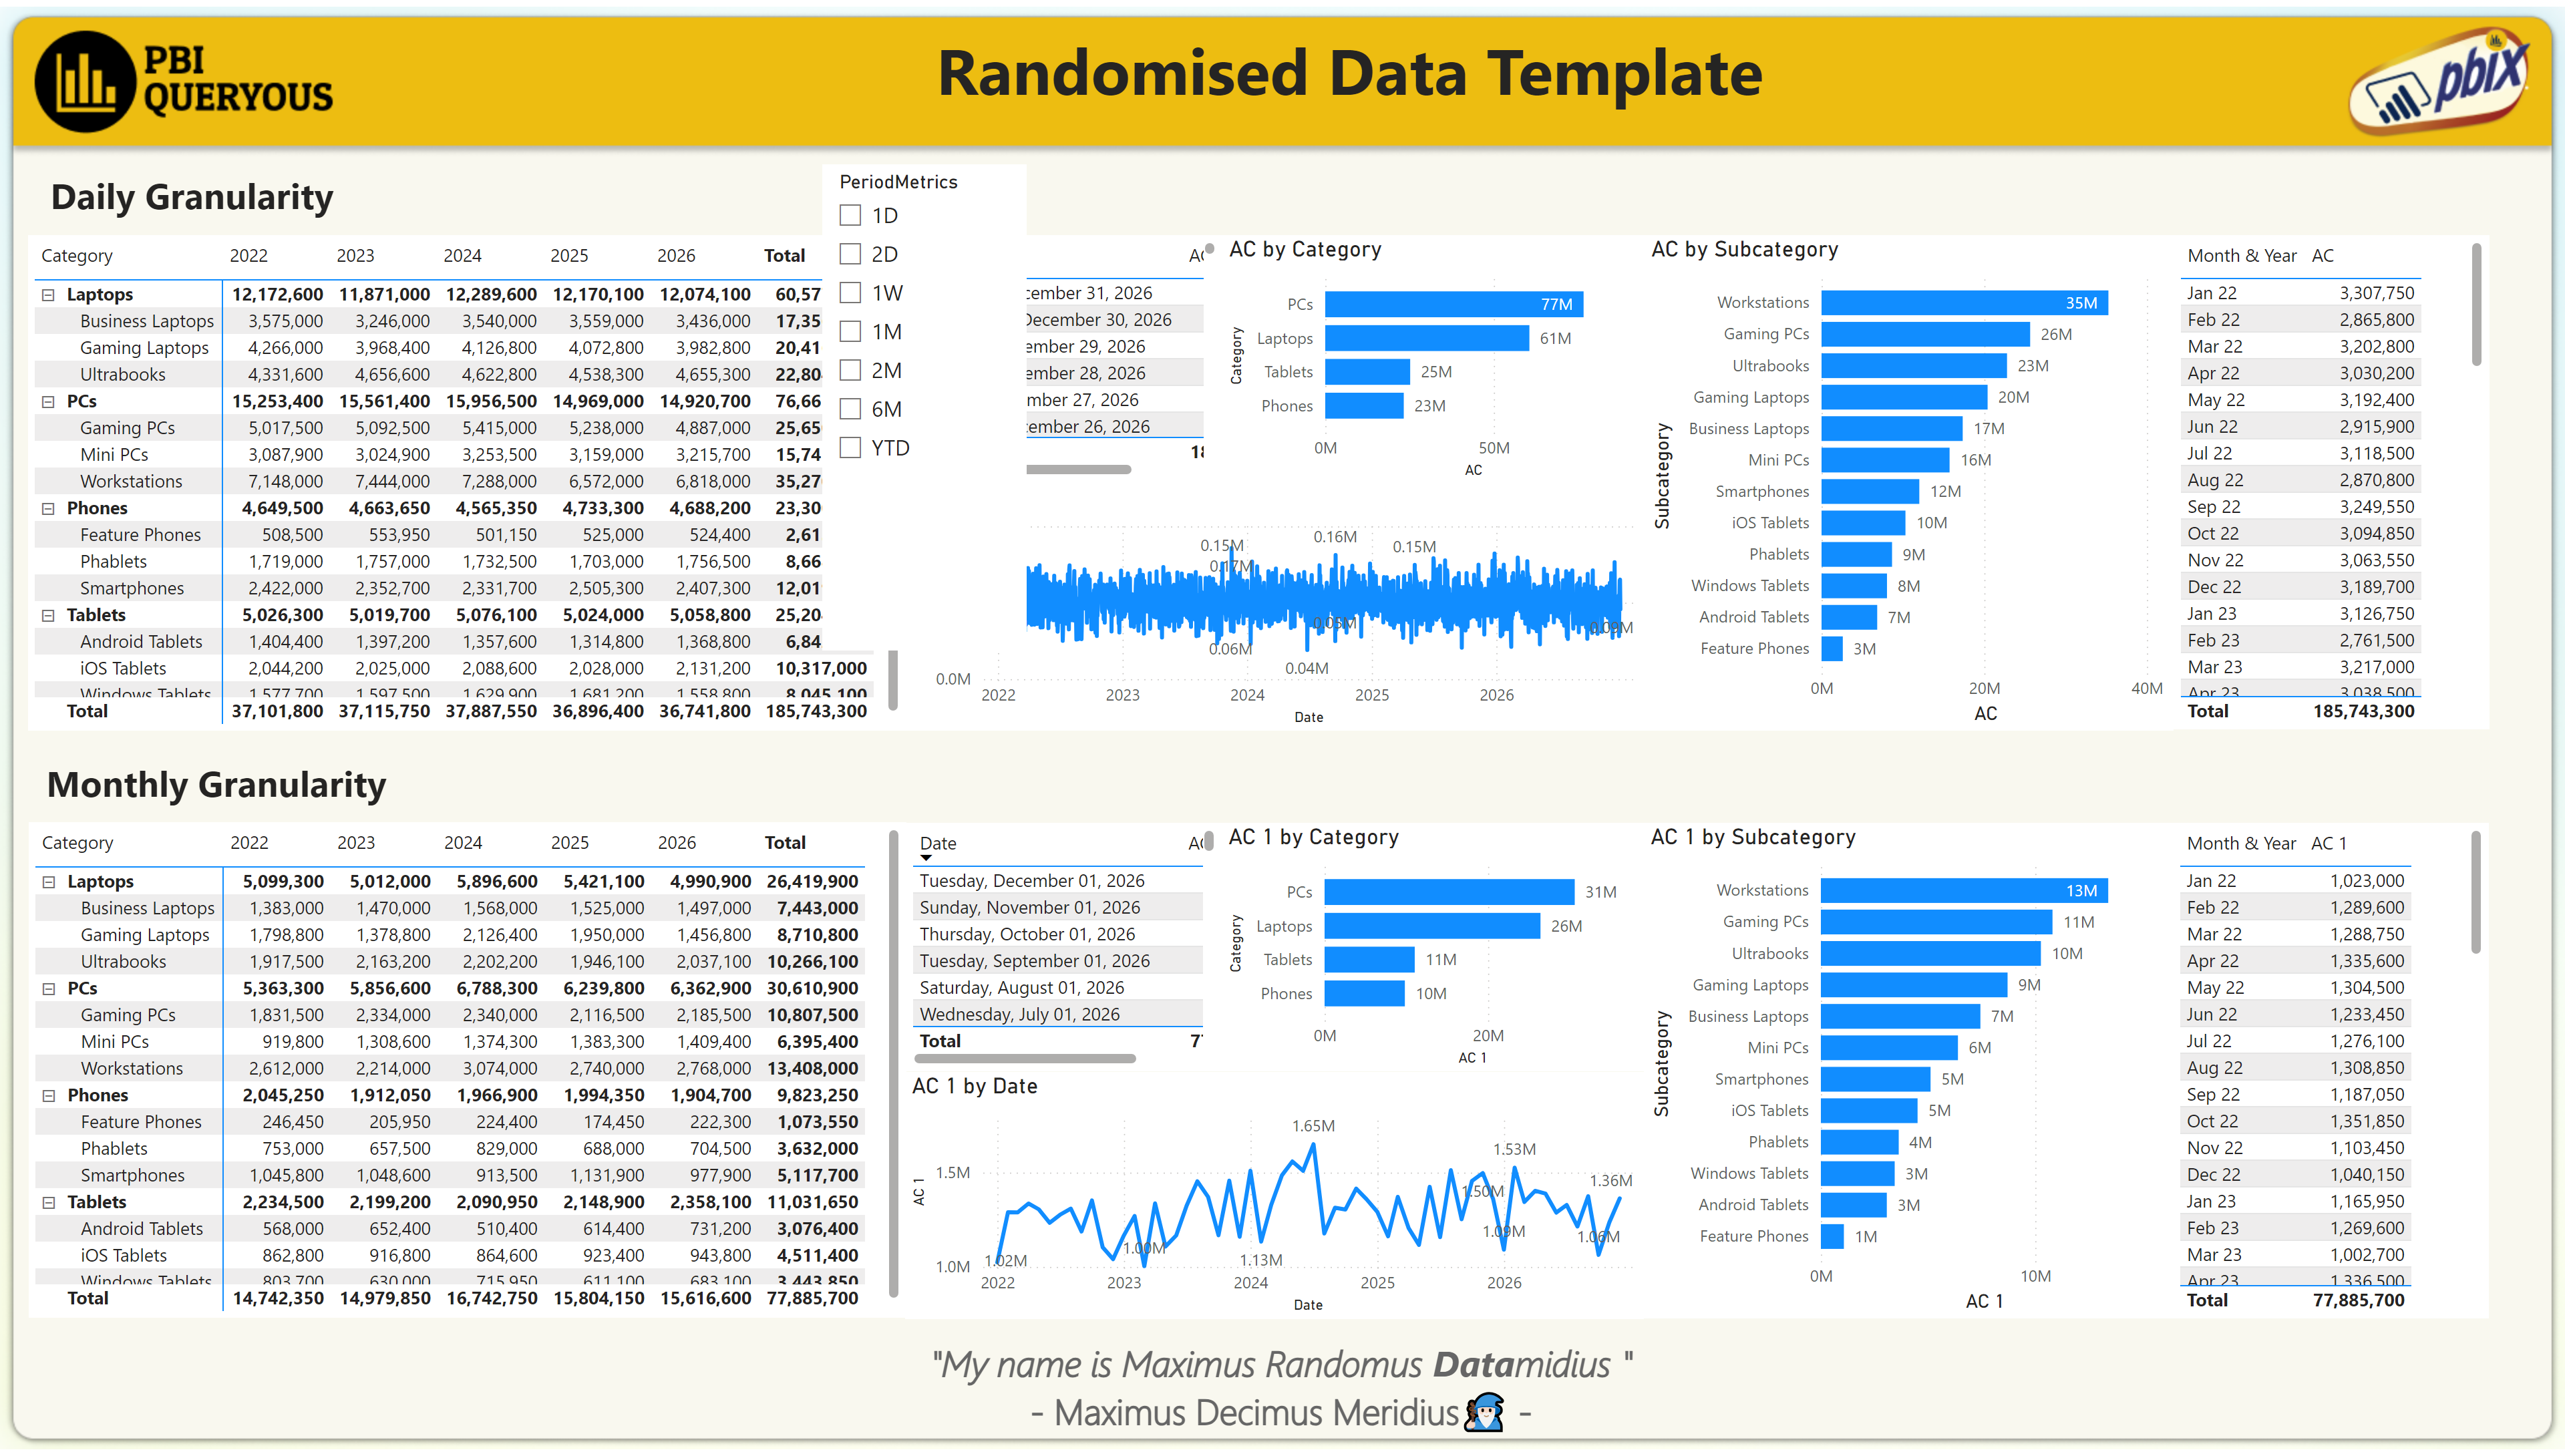 PBI
QUERYOUS
Randomised Data Template
pbix
Daily Granularity
PeriodMetrics
1D
2D
1W
1M
2M
6M
YTD
Category 2022 2023 2024 2025 2026 Total
Laptops 12,172,600 11,871,000 12,289,600 12,170,100 12,074,100 60,57
Business Laptops 3,575,000 3,246,000 3,540,000 3,559,000 3,436,000 17,35
Gaming Laptops 4,266,000 3,968,400 4,126,800 4,072,800 3,982,800 20,41
Ultrabooks 4,331,600 4,656,600 4,622,800 4,538,300 4,655,300 22,80
PCs 15,253,400 15,561,400 15,956,500 14,969,000 14,920,700 76,66
Gaming PCs 5,017,500 5,092,500 5,415,000 5,238,000 4,887,000 25,65
Mini PCs 3,087,900 3,024,900 3,253,500 3,159,000 3,215,700 15,74
Workstations 7,148,000 7,444,000 7,288,000 6,572,000 6,818,000 35,27
Phones 4,649,500 4,663,650 4,565,350 4,733,300 4,688,200 23,30
Feature Phones 508,500 553,950 501,150 525,000 524,400 2,61
Phablets 1,719,000 1,757,000 1,732,500 1,703,000 1,756,500 8,66
Smartphones 2,422,000 2,352,700 2,331,700 2,505,300 2,407,300 12,01
Tablets 5,026,300 5,019,700 5,076,100 5,024,000 5,058,800 25,20
Android Tablets 1,404,400 1,397,200 1,357,600 1,314,800 1,368,800 6,84
iOS Tablets 2,044,200 2,025,000 2,088,600 2,028,000 2,131,200 10,317,000
Windows Tablets 1,577,700 1,597,500 1,629,900 1,681,200 1,558,800 8,045,100
Total 37,101,800 37,115,750 37,887,550 36,896,400 36,741,800 185,743,300
cember 31, 2026
December 30, 2026
ember 29, 2026
ember 28, 2026
mber 27, 2026
cember 26, 2026
AC by Category
Category
PCs 77M
Laptops 61M
Tablets 25M
Phones 23M
0M 50M
AC
0.15M 0.16M 0.15M
0.17M
0.05M 0.09M
0.06M
0.04M
0.0M
2022 2023 2024 2025 2026
Date
AC by Subcategory
Subcategory
Workstations 35M
Gaming PCs 26M
Ultrabooks 23M
Gaming Laptops 20M
Business Laptops 17M
Mini PCs 16M
Smartphones 12M
iOS Tablets 10M
Phablets 9M
Windows Tablets 8M
Android Tablets 7M
Feature Phones 3M
0M 20M 40M
AC
Month & Year AC
Jan 22 3,307,750
Feb 22 2,865,800
Mar 22 3,202,800
Apr 22 3,030,200
May 22 3,192,400
Jun 22 2,915,900
Jul 22 3,118,500
Aug 22 2,870,800
Sep 22 3,249,550
Oct 22 3,094,850
Nov 22 3,063,550
Dec 22 3,189,700
Jan 23 3,126,750
Feb 23 2,761,500
Mar 23 3,217,000
Apr 23 3,038,500
Total 185,743,300
Monthly Granularity
Category 2022 2023 2024 2025 2026 Total
Laptops 5,099,300 5,012,000 5,896,600 5,421,100 4,990,900 26,419,900
Business Laptops 1,383,000 1,470,000 1,568,000 1,525,000 1,497,000 7,443,000
Gaming Laptops 1,798,800 1,378,800 2,126,400 1,950,000 1,456,800 8,710,800
Ultrabooks 1,917,500 2,163,200 2,202,200 1,946,100 2,037,100 10,266,100
PCs 5,363,300 5,856,600 6,788,300 6,239,800 6,362,900 30,610,900
Gaming PCs 1,831,500 2,334,000 2,340,000 2,116,500 2,185,500 10,807,500
Mini PCs 919,800 1,308,600 1,374,300 1,383,300 1,409,400 6,395,400
Workstations 2,612,000 2,214,000 3,074,000 2,740,000 2,768,000 13,408,000
Phones 2,045,250 1,912,050 1,966,900 1,994,350 1,904,700 9,823,250
Feature Phones 246,450 205,950 224,400 174,450 222,300 1,073,550
Phablets 753,000 657,500 829,000 688,000 704,500 3,632,000
Smartphones 1,045,800 1,048,600 913,500 1,131,900 977,900 5,117,700
Tablets 2,234,500 2,199,200 2,090,950 2,148,900 2,358,100 11,031,650
Android Tablets 568,000 652,400 510,400 614,400 731,200 3,076,400
iOS Tablets 862,800 916,800 864,600 923,400 943,800 4,511,400
Windows Tablets 803,700 630,000 715,950 611,100 683,100 3,443,850
Total 14,742,350 14,979,850 16,742,750 15,804,150 15,616,600 77,885,700
Date
Tuesday, December 01, 2026
Sunday, November 01, 2026
Thursday, October 01, 2026
Tuesday, September 01, 2026
Saturday, August 01, 2026
Wednesday, July 01, 2026
Total
AC 1 by Category
Category
PCs 31M
Laptops 26M
Tablets 11M
Phones 10M
0M 20M
AC 1
AC 1 by Date
AC 1
1.65M
1.53M
1.5M 1.50M 1.36M
1.09M 1.06M
1.00M
1.02M 1.13M
1.0M
2022 2023 2024 2025 2026
Date
AC 1 by Subcategory
Subcategory
Workstations 13M
Gaming PCs 11M
Ultrabooks 10M
Gaming Laptops 9M
Business Laptops 7M
Mini PCs 6M
Smartphones 5M
iOS Tablets 5M
Phablets 4M
Windows Tablets 3M
Android Tablets 3M
Feature Phones 1M
0M 10M
AC 1
Month & Year AC 1
Jan 22 1,023,000
Feb 22 1,289,600
Mar 22 1,288,750
Apr 22 1,335,600
May 22 1,304,500
Jun 22 1,233,450
Jul 22 1,276,100
Aug 22 1,308,850
Sep 22 1,187,050
Oct 22 1,351,850
Nov 22 1,103,450
Dec 22 1,040,150
Jan 23 1,165,950
Feb 23 1,269,600
Mar 23 1,002,700
Apr 23 1,336,500
Total 77,885,700
"My name is Maximus Randomus Datamidius "
- Maximus Decimus Meridius -